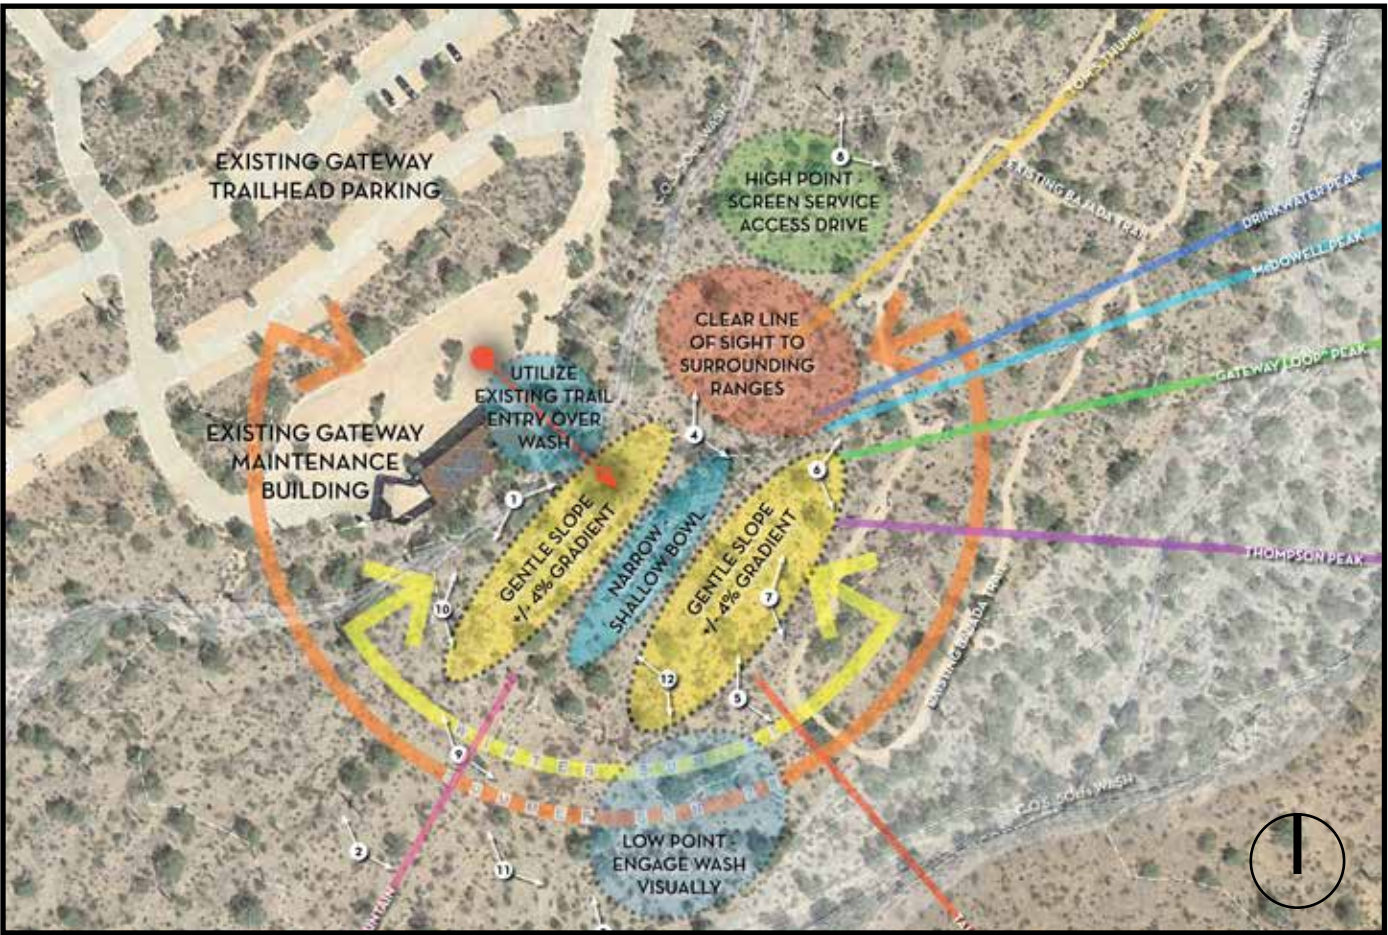 TOM'S THUMB
EXISTING GATEWAY
TRAILHEAD PARKING
HIGH POINT -
SCREEN SERVICE
ACCESS DRIVE
8
EXISTING BAJADA TRAIL
DRINKWATER PEAK
McDOWELL PEAK
CLEAR LINE
OF SIGHT TO
SURROUNDING
RANGES
GATEWAY LOOP PEAK
UTILIZE
EXISTING TRAIL
ENTRY OVER
WASH
EXISTING GATEWAY
MAINTENANCE
BUILDING
4
6
1
GENTLE SLOPE
+/- 4% GRADIENT
NARROW -
SHALLOW BOWL
GENTLE SLOPE
+/- 4% GRADIENT
THOMPSON PEAK
7
10
12
5
EXISTING BAJADA TRAIL
9
WASH
LOW POINT -
ENGAGE WASH
VISUALLY
2
11